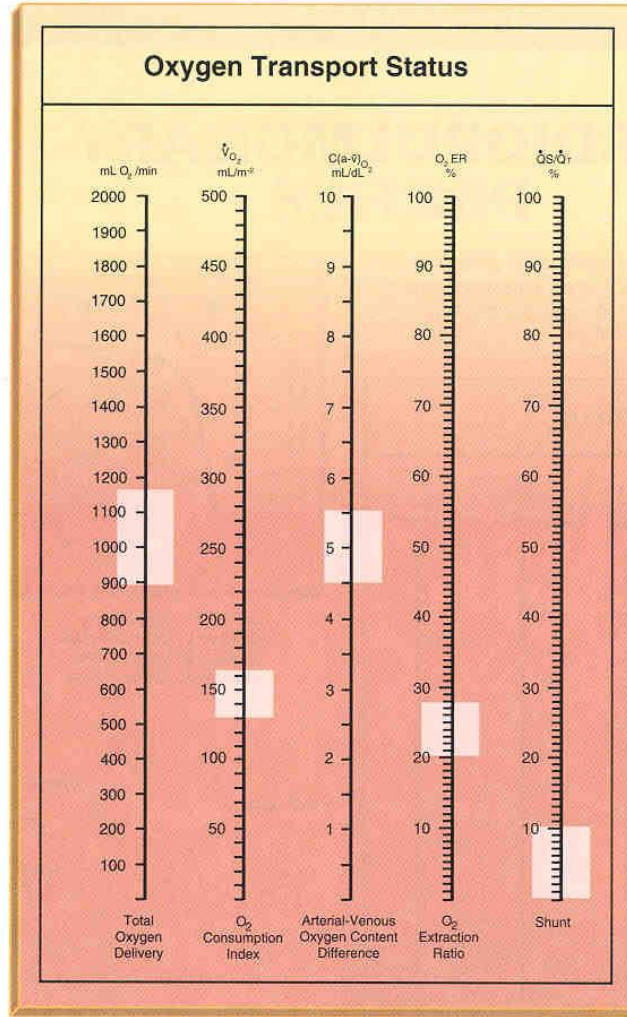 Oxygen Transport Status
mL O₂ /min
2000
1900
1800
1700
1600
1500
1400
1300
1200
1100
1000
900
800
700
600
500
400
300
200
100
Total
Oxygen
Delivery
V̇O₂
mL/m⁻²
500
450
400
350
300
250
200
150
100
50
O₂
Consumption
Index
C(a-v̄)O₂
mL/dL
10
9
8
7
6
5
4
3
2
1
Arterial-Venous
Oxygen Content
Difference
O₂ ER
%
100
90
80
70
60
50
40
30
20
10
O₂
Extraction
Ratio
Q̇S/Q̇T
%
100
90
80
70
60
50
40
30
20
10
Shunt